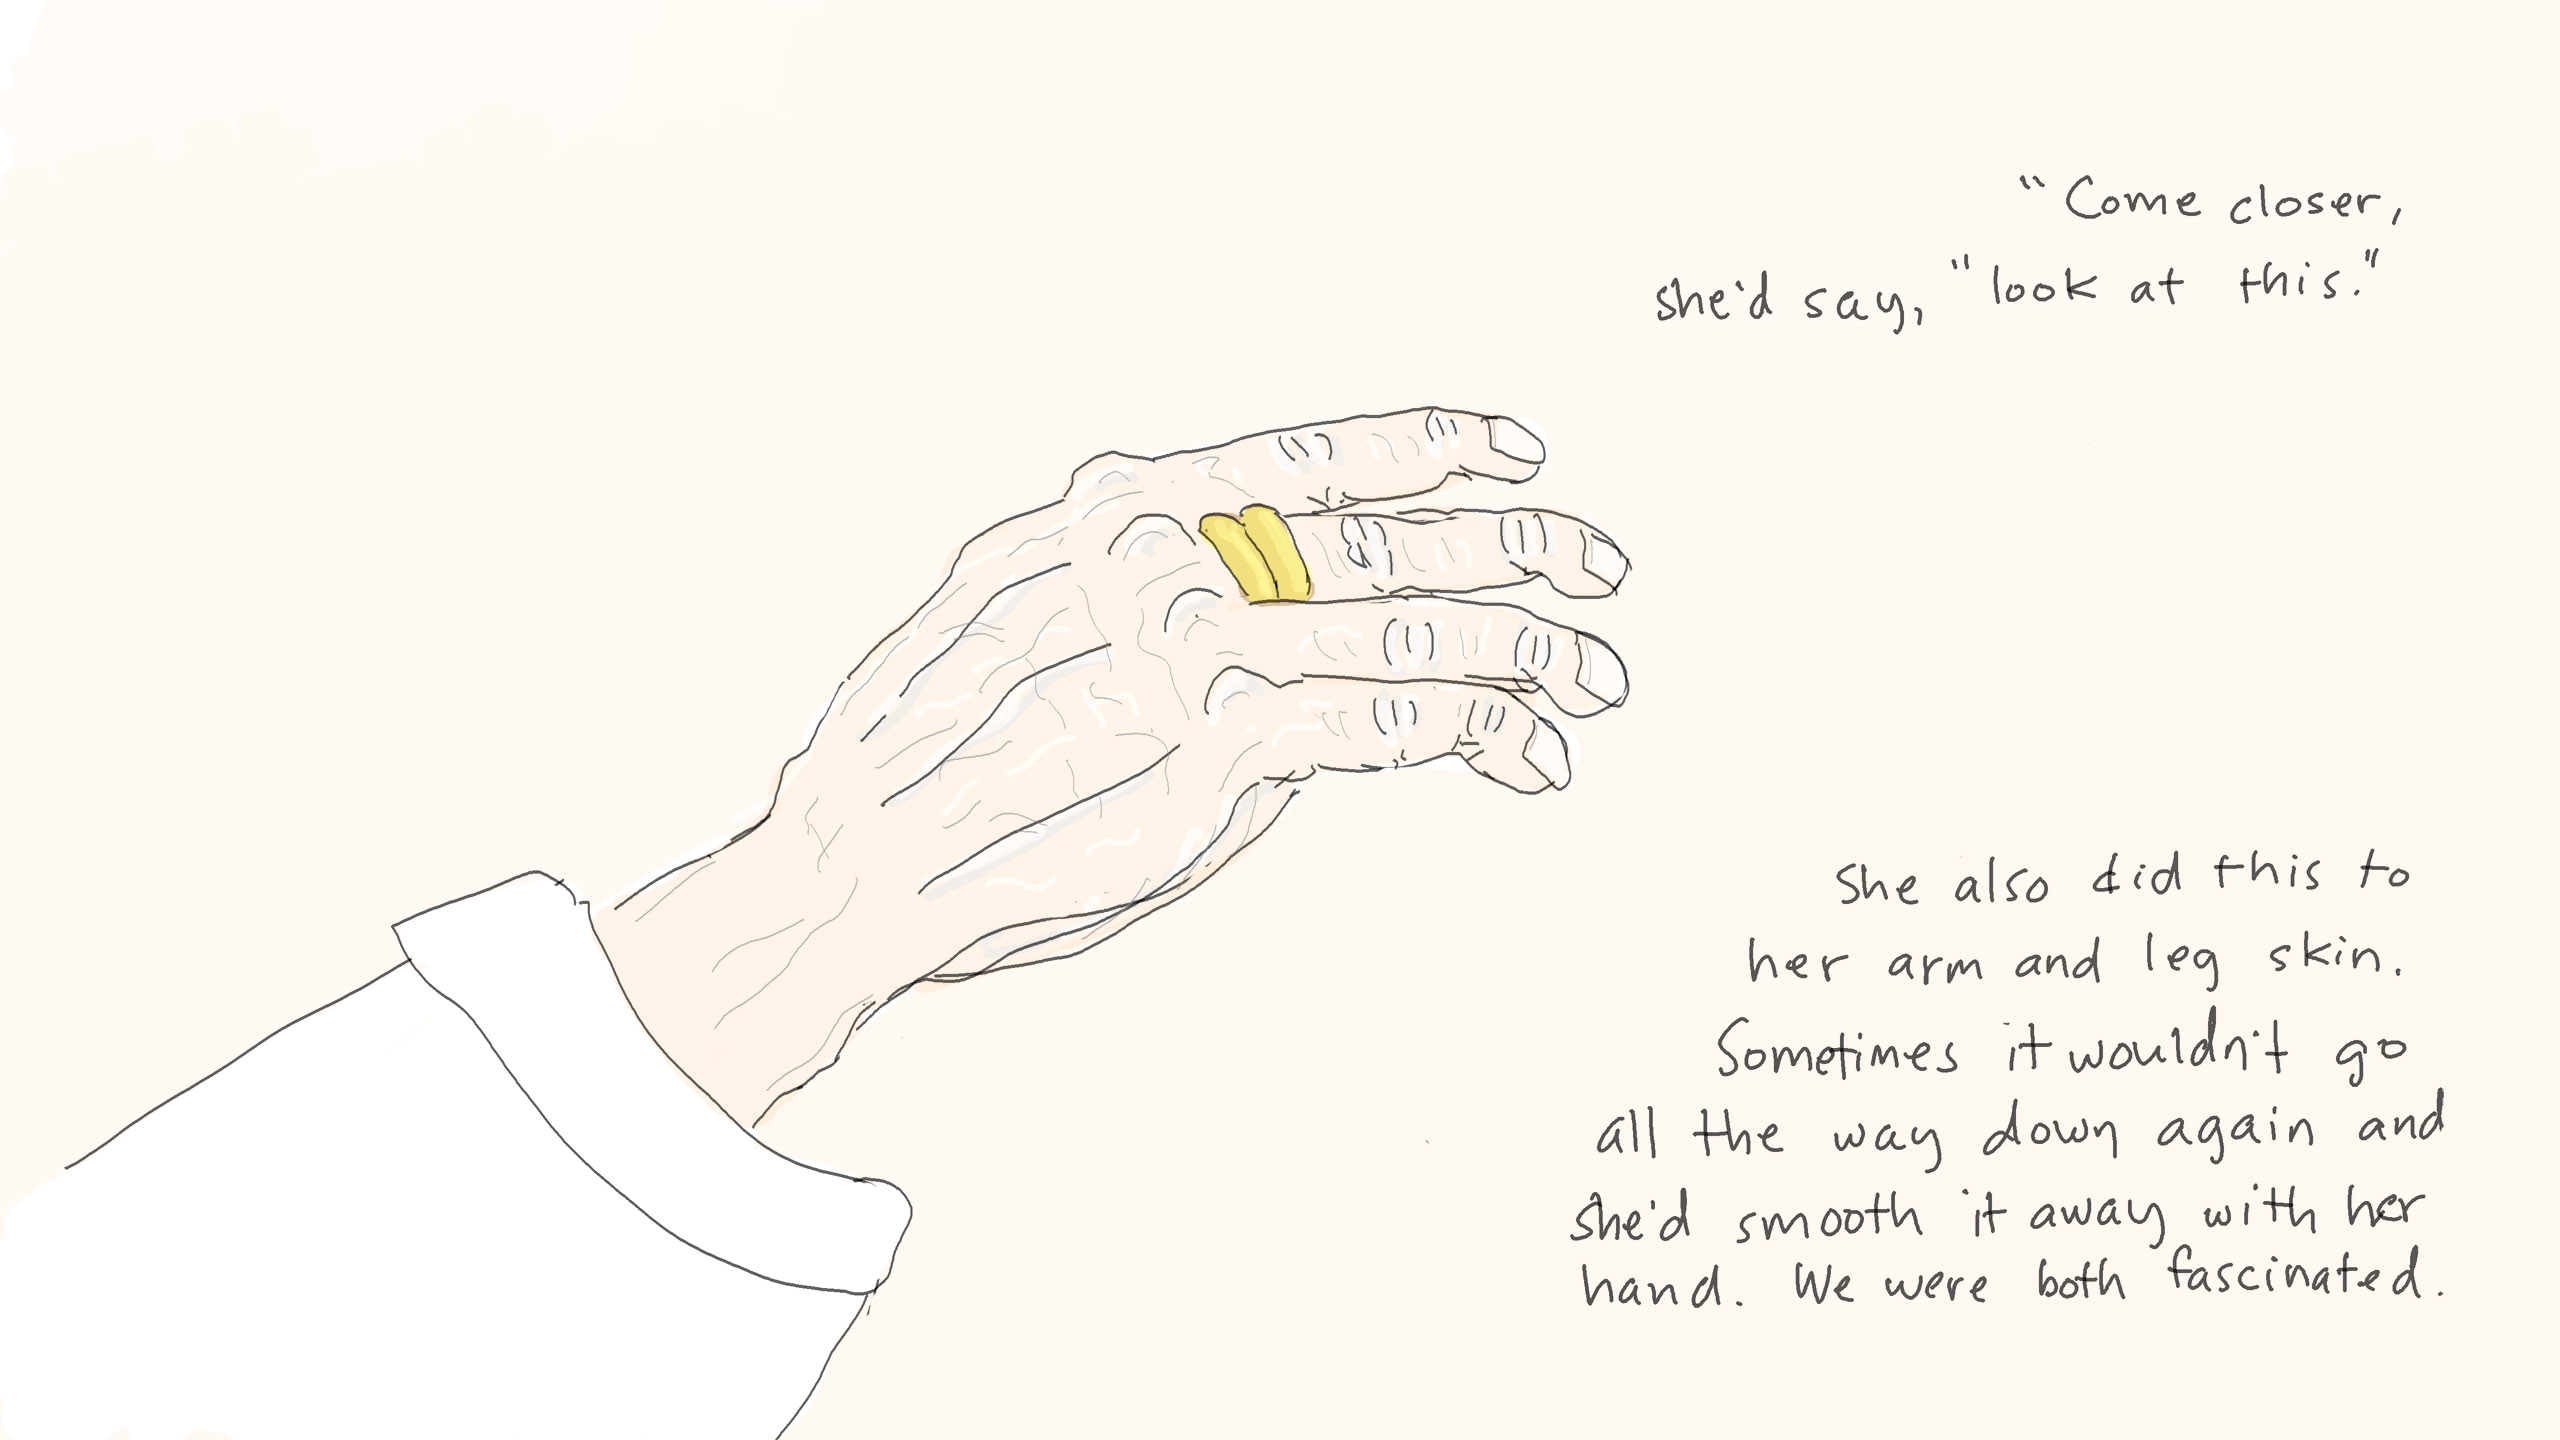 "Come closer,
she'd say, "look at this."
She also did this to
her arm and leg skin.
Sometimes it wouldn't go
all the way down again and
she'd smooth it away with her
hand. We were both fascinated.